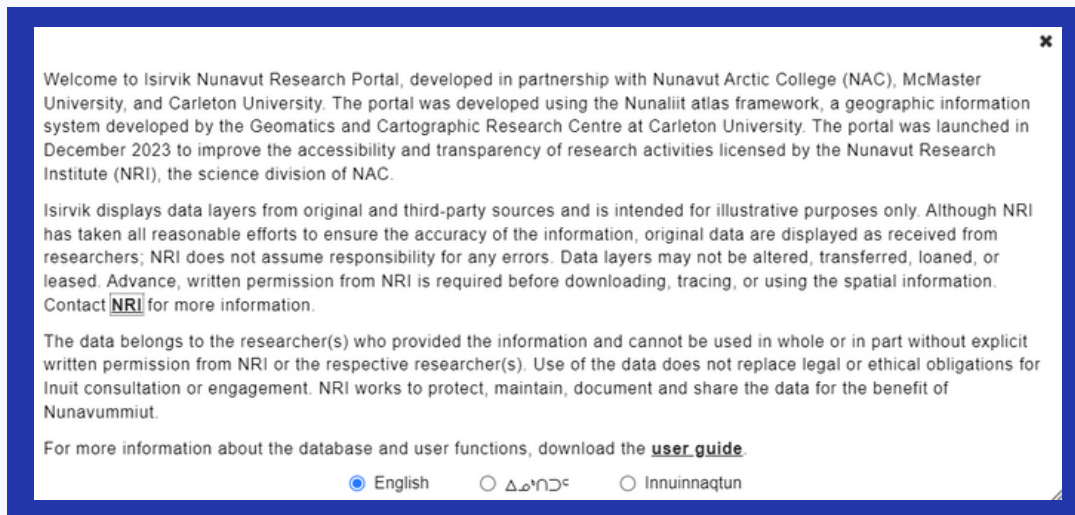 Welcome to Isirvik Nunavut Research Portal, developed in partnership with Nunavut Arctic College (NAC), McMaster
University, and Carleton University. The portal was developed using the Nunaliit atlas framework, a geographic information
system developed by the Geomatics and Cartographic Research Centre at Carleton University. The portal was launched in
December 2023 to improve the accessibility and transparency of research activities licensed by the Nunavut Research
Institute (NRI), the science division of NAC.
Isirvik displays data layers from original and third-party sources and is intended for illustrative purposes only. Although NRI
has taken all reasonable efforts to ensure the accuracy of the information, original data are displayed as received from
researchers; NRI does not assume responsibility for any errors. Data layers may not be altered, transferred, loaned, or
leased. Advance, written permission from NRI is required before downloading, tracing, or using the spatial information.
Contact NRI for more information.
The data belongs to the researcher(s) who provided the information and cannot be used in whole or in part without explicit
written permission from NRI or the respective researcher(s). Use of the data does not replace legal or ethical obligations for
Inuit consultation or engagement. NRI works to protect, maintain, document and share the data for the benefit of
Nunavummiut.
For more information about the database and user functions, download the user guide.
English ᐃᓄᒃᑎᑐᑦ Innuinnaqtun